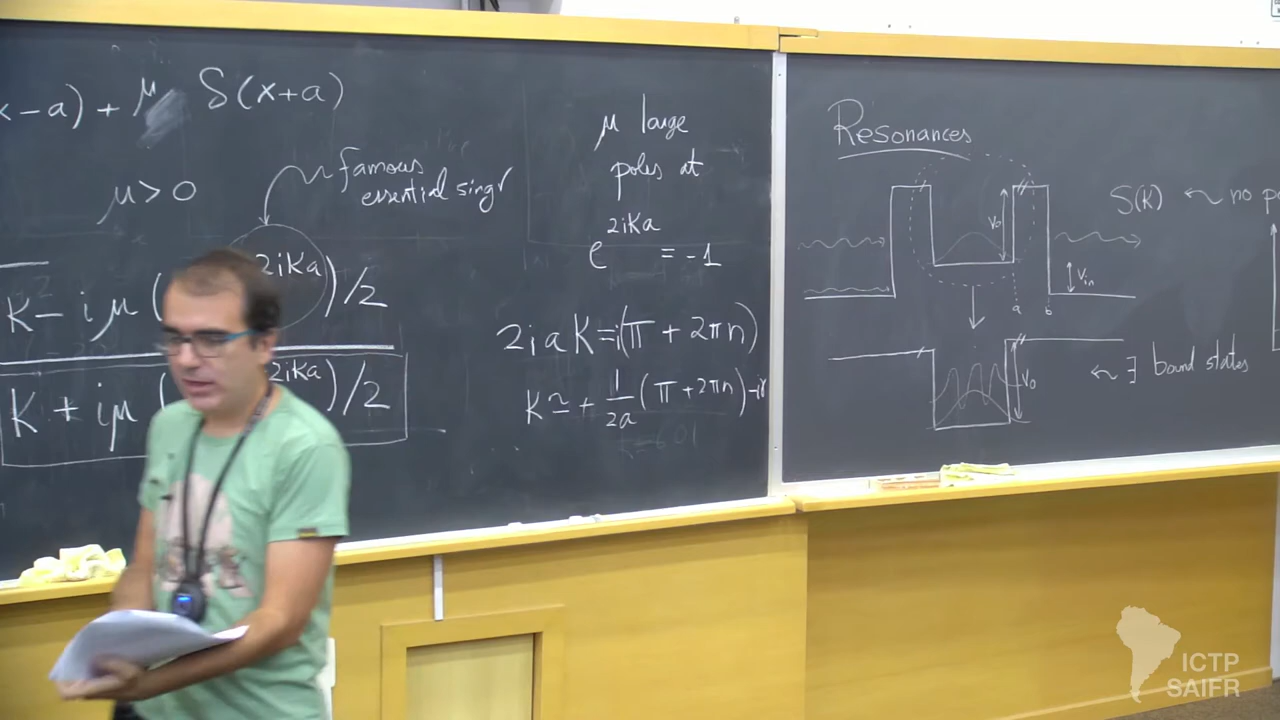 x-a) + μ δ(x+a)
μ>0
famous
essential sing
2iKa
K - iμ ( )/2
K + iμ ( 2iKa )/2
μ large
poles at
e^{2iKa} = -1
2iaK = i(π + 2πn)
K ≃ + 1/2a (π+2πn) -i
Resonances
V₀
Vin
a b
S(K) ← no
V₀
← ∃ bound states
ICTP
SAIFR